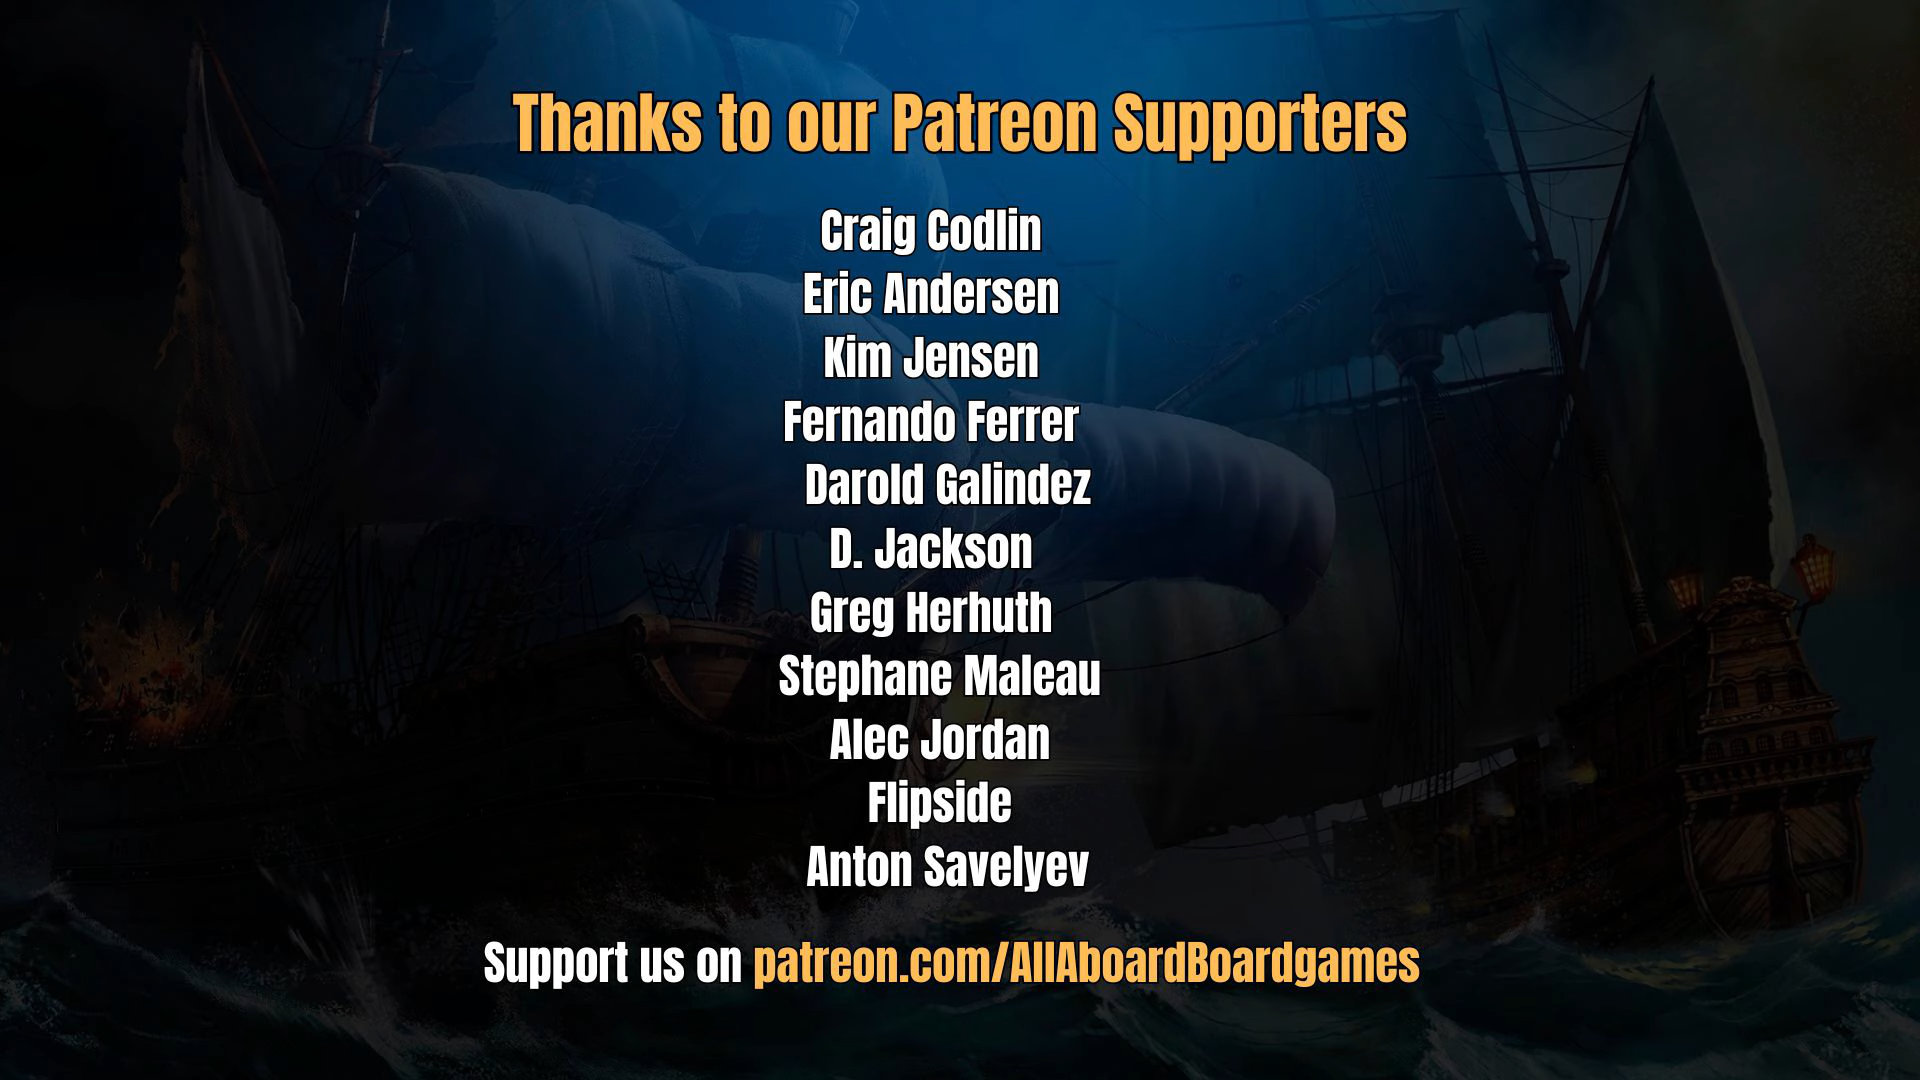 Thanks to our Patreon Supporters
Craig Codlin
Eric Andersen
Kim Jensen
Fernando Ferrer
Darold Galindez
D. Jackson
Greg Herhuth
Stephane Maleau
Alec Jordan
Flipside
Anton Savelyev
Support us on patreon.com/AllAboardBoardgames